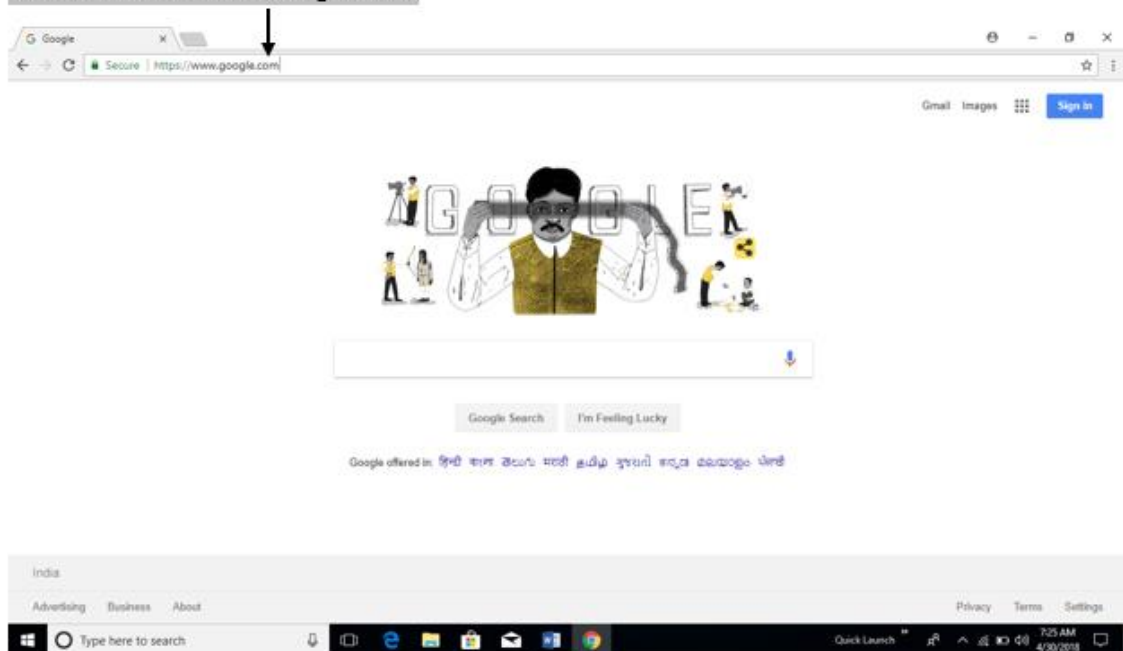 Google
Secure | https://www.google.com
Gmail Images Sign in
GOOGLE
Google Search I'm Feeling Lucky
Google offered in: हिन्दी বাংলা తెలుగు मराठी தமிழ் ગુજરાતી ಕನ್ನಡ മലയാളം ਪੰਜਾਬੀ
India
Advertising Business About Privacy Terms Settings
Type here to search Quick Launch 7:25 AM
4/30/2018